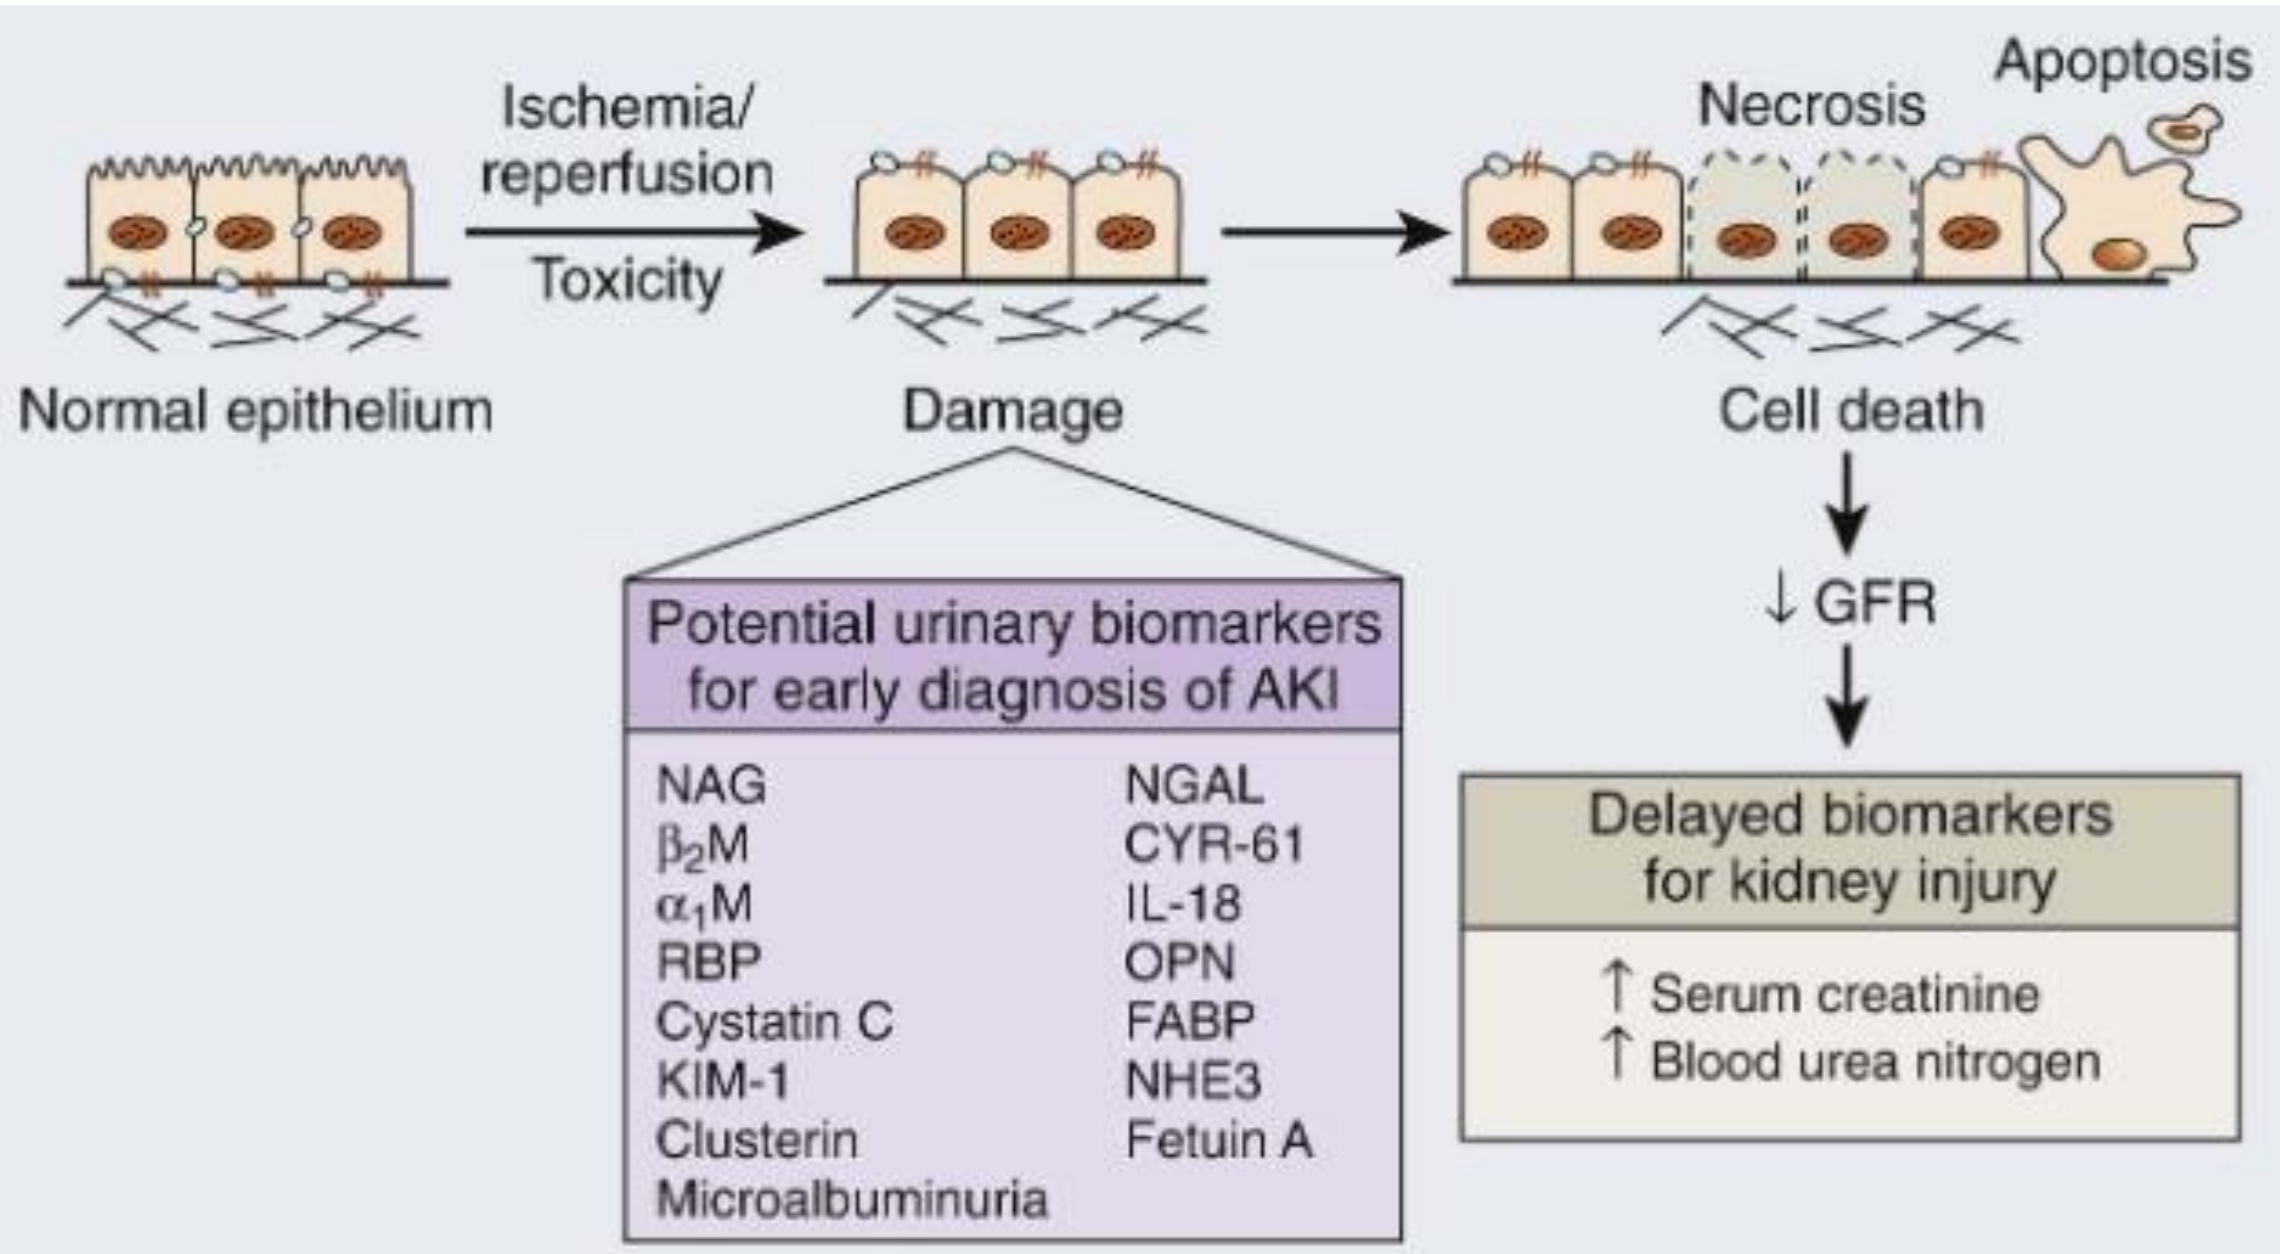 Ischemia/
reperfusion
Toxicity
Necrosis
Apoptosis
Normal epithelium
Damage
Cell death
↓ GFR
Potential urinary biomarkers
for early diagnosis of AKI
NAG
β₂M
α₁M
RBP
Cystatin C
KIM-1
Clusterin
Microalbuminuria
NGAL
CYR-61
IL-18
OPN
FABP
NHE3
Fetuin A
Delayed biomarkers
for kidney injury
↑ Serum creatinine
↑ Blood urea nitrogen